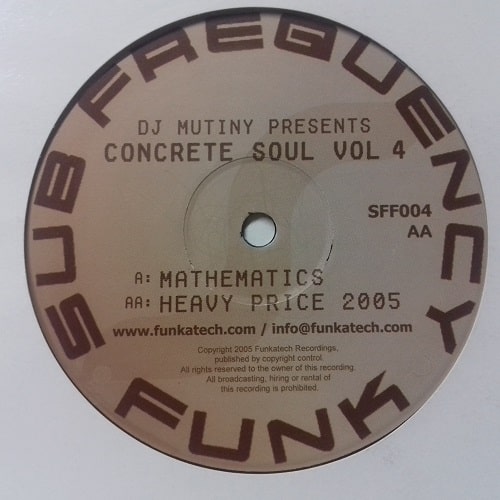 SUB FREQUENCY
FUNK
DJ MUTINY PRESENTS
CONCRETE SOUL VOL 4
SFF004
AA
A: MATHEMATICS
AA: HEAVY PRICE 2005
www.funkatech.com / info@funkatech.com
Copyright 2005 Funkatech Recordings,
published by copyright control.
All rights reserved to the owner of this recording.
All broadcasting, hiring or rental of
this recording is prohibited.